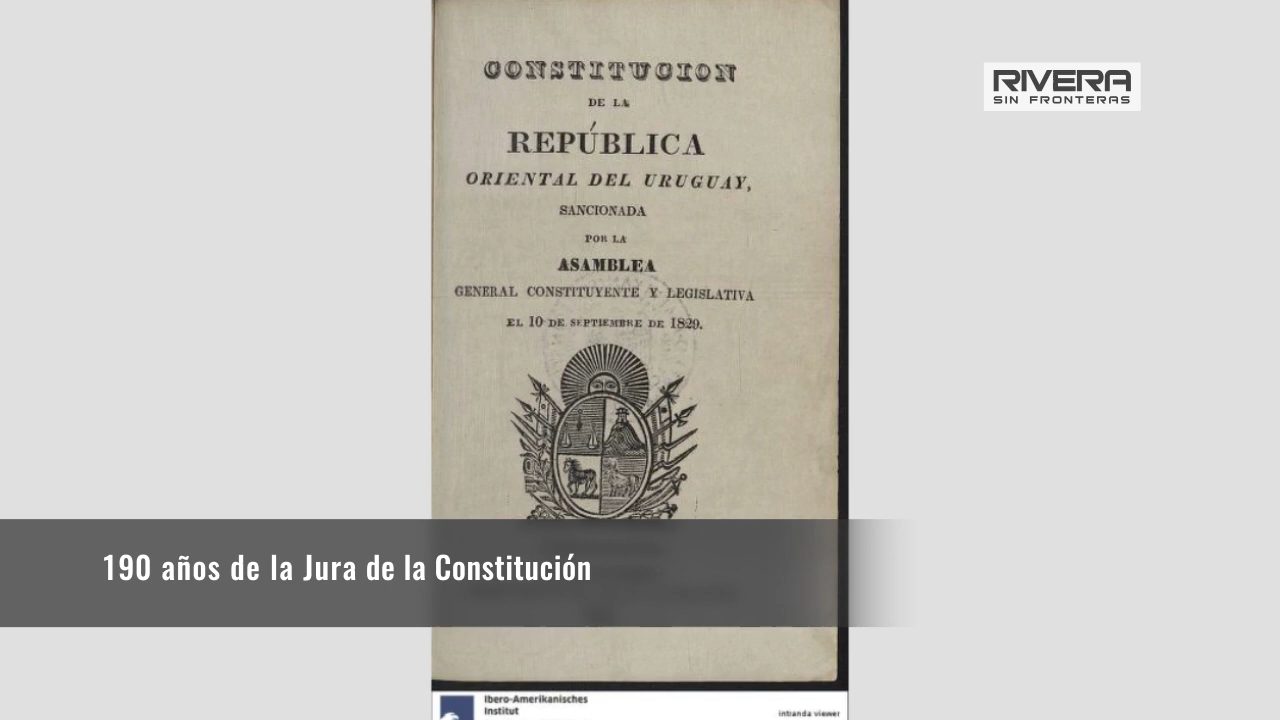 CONSTITUCION
DE LA
REPÚBLICA
ORIENTAL DEL URUGUAY,
SANCIONADA
POR LA
ASAMBLEA
GENERAL CONSTITUYENTE Y LEGISLATIVA
EL 10 DE SEPTIEMBRE DE 1829.
RIVERA
SIN FRONTERAS
190 años de la Jura de la Constitución
Ibero-Amerikanisches
Institut
intranda viewer